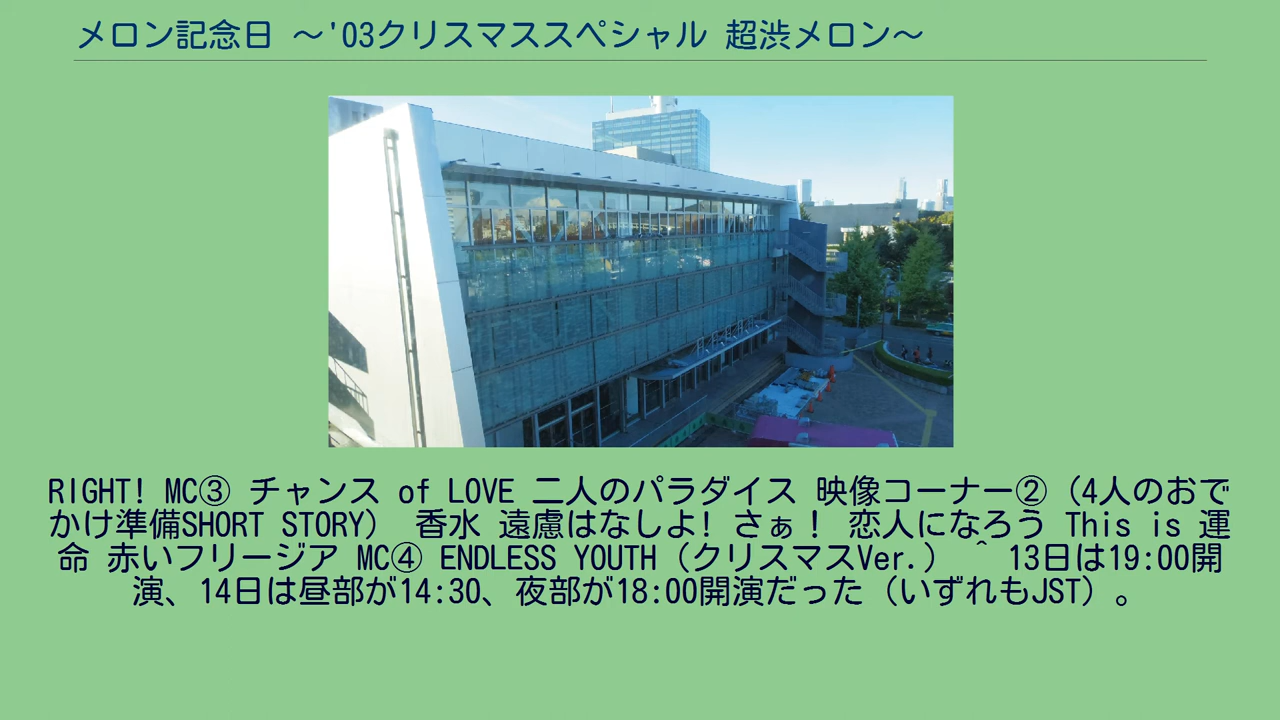 メロン記念日 ～'03クリスマススペシャル 超渋メロン～
RIGHT! MC③ チャンス of LOVE 二人のパラダイス 映像コーナー②（4人のおで
かけ準備SHORT STORY） 香水 遠慮はなしよ! さぁ！ 恋人になろう This is 運
命 赤いフリージア MC④ ENDLESS YOUTH（クリスマスVer.） ^ 13日は19:00開
演、14日は昼部が14:30、夜部が18:00開演だった（いずれもJST）。